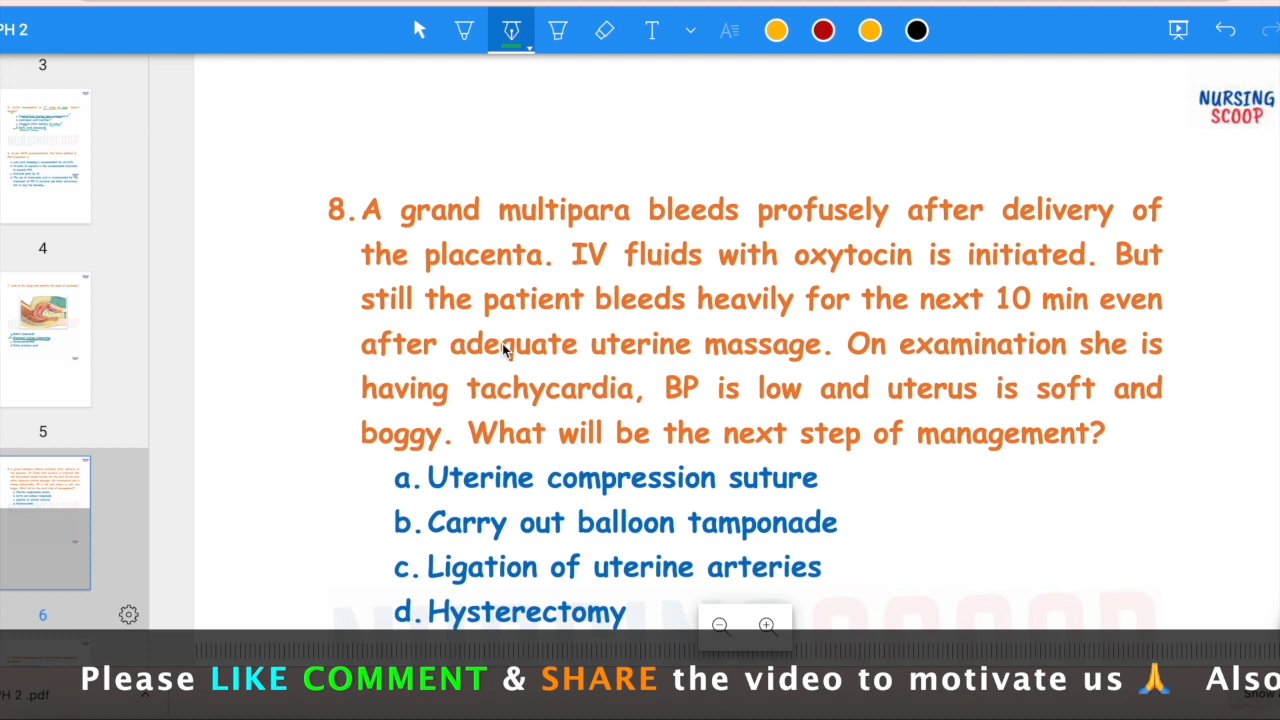 PH 2
T
A
3
NURSING
SCOOP
4
5
6
8. A grand multipara bleeds profusely after delivery of
the placenta. IV fluids with oxytocin is initiated. But
still the patient bleeds heavily for the next 10 min even
after adequate uterine massage. On examination she is
having tachycardia, BP is low and uterus is soft and
boggy. What will be the next step of management?
a. Uterine compression suture
b. Carry out balloon tamponade
c. Ligation of uterine arteries
d. Hysterectomy
Please LIKE COMMENT & SHARE the video to motivate us 🙏 Also
PH 2 .pdf